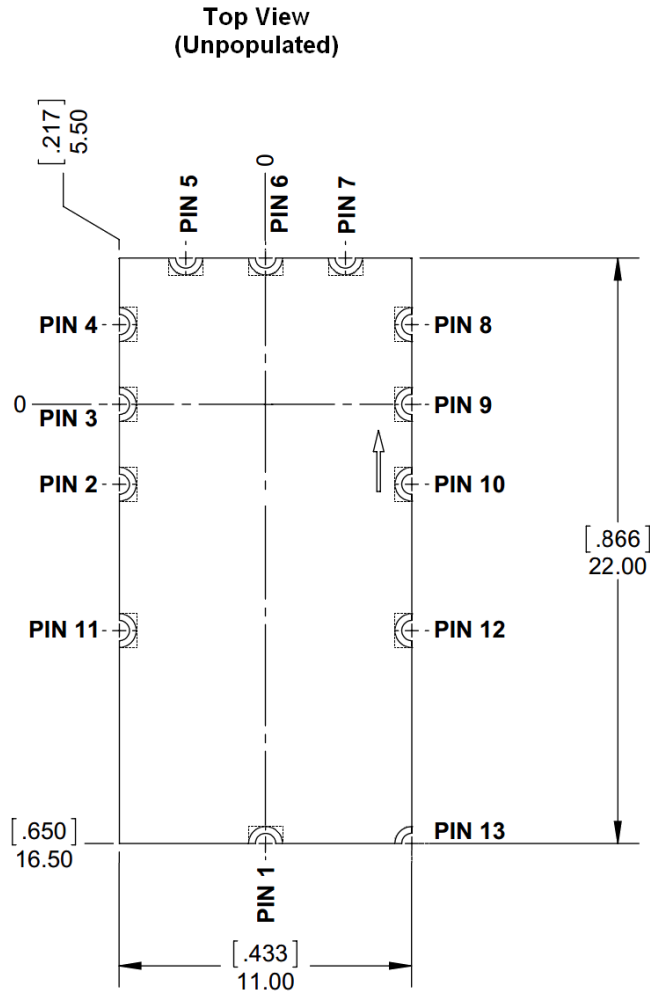 Top View
(Unpopulated)
[.217]
5.50
PIN 5
0
PIN 6
PIN 7
PIN 4
PIN 8
0
PIN 3
PIN 9
PIN 2
PIN 10
[.866]
22.00
PIN 11
PIN 12
[.650]
16.50
PIN 13
PIN 1
[.433]
11.00